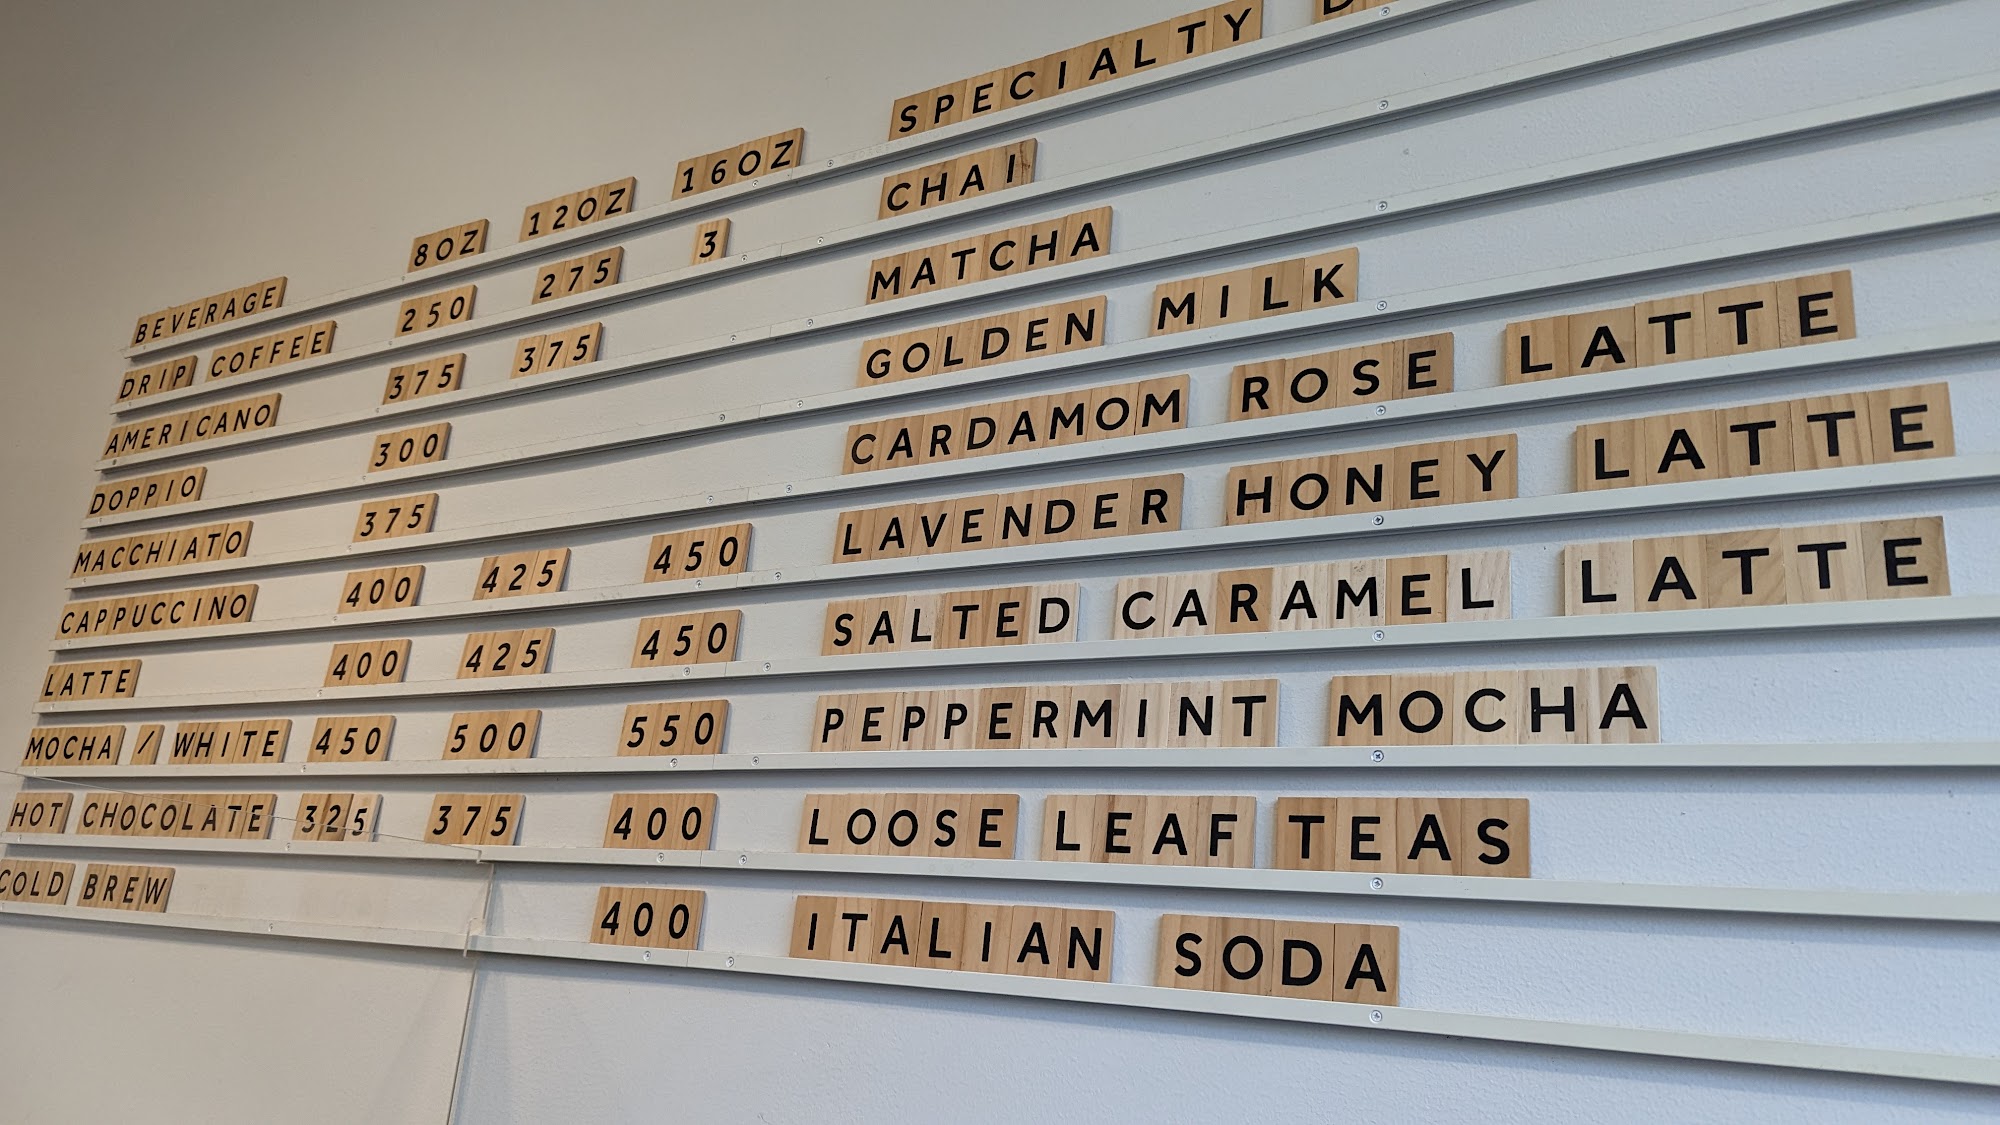 BEVERAGE 8OZ 12OZ 16OZ
DRIP COFFEE 250 275 3
AMERICANO 375 375
DOPPIO 300
MACCHIATO 375
CAPPUCCINO 400 425 450
LATTE 400 425 450
MOCHA / WHITE 450 500 550
HOT CHOCOLATE 325 375 400
COLD BREW 400
SPECIALTY
CHAI
MATCHA
GOLDEN MILK
CARDAMOM ROSE LATTE
LAVENDER HONEY LATTE
SALTED CARAMEL LATTE
PEPPERMINT MOCHA
LOOSE LEAF TEAS
ITALIAN SODA